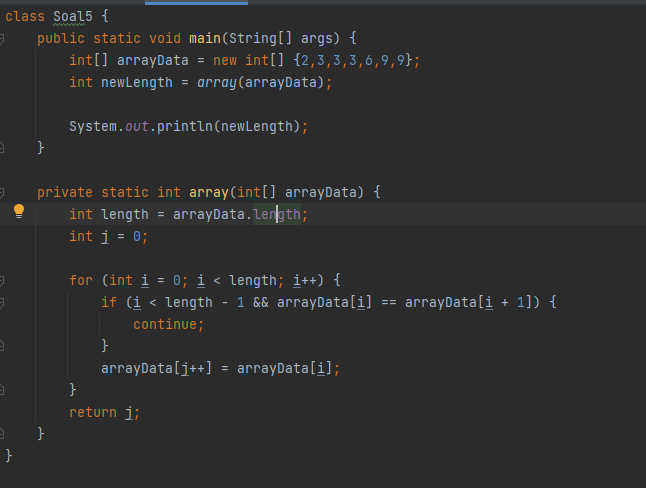 class Soal5 {
public static void main(String[] args) {
int[] arrayData = new int[] {2,3,3,3,6,9,9};
int newLength = array(arrayData);
System.out.println(newLength);
}
private static int array(int[] arrayData) {
int length = arrayData.length;
int j = 0;
for (int i = 0; i < length; i++) {
if (i < length - 1 && arrayData[i] == arrayData[i + 1]) {
continue;
}
arrayData[j++] = arrayData[i];
}
return j;
}
}